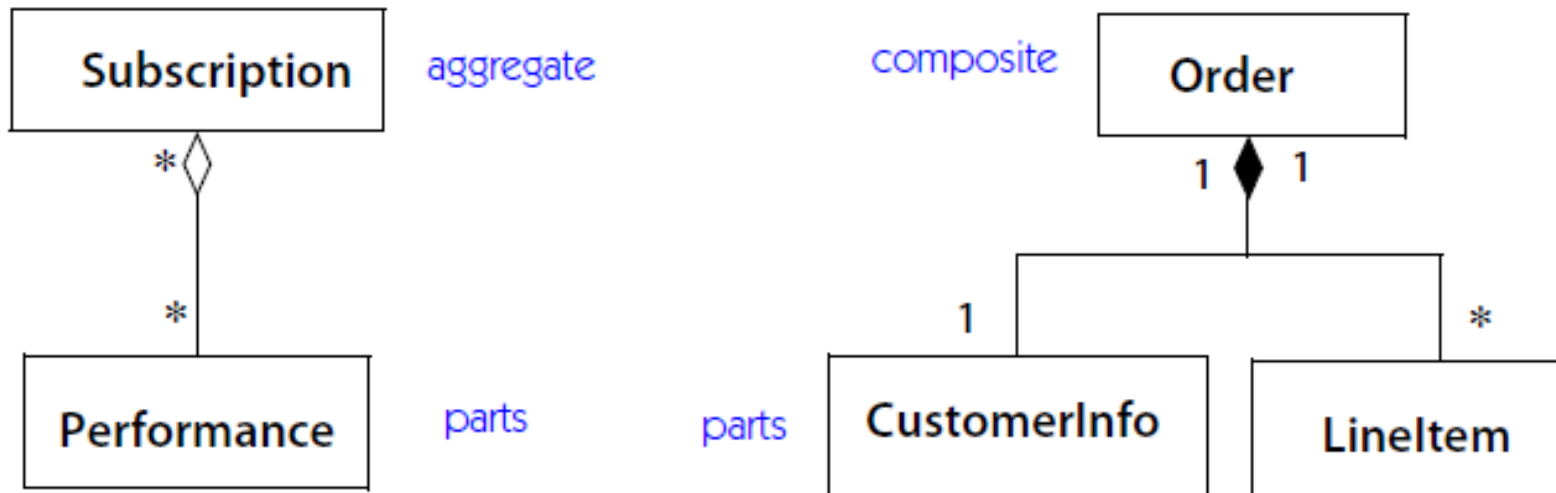 Subscription
aggregate
*
*
Performance
parts
composite
Order
1
1
1
*
parts
CustomerInfo
LineItem